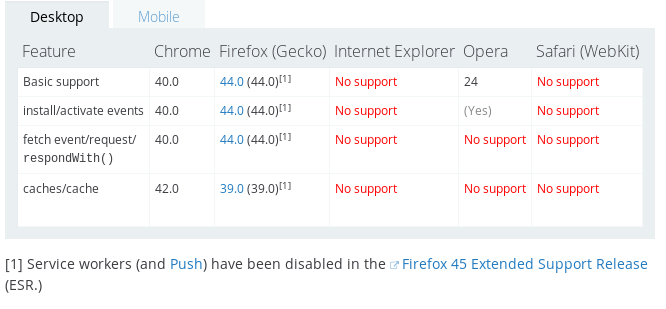 Desktop Mobile
Feature Chrome Firefox (Gecko) Internet Explorer Opera Safari (WebKit)
Basic support 40.0 44.0 (44.0)[1] No support 24 No support
install/activate events 40.0 44.0 (44.0)[1] No support (Yes) No support
fetch event/request/ 40.0 44.0 (44.0)[1] No support No support No support
respondWith()
caches/cache 42.0 39.0 (39.0)[1] No support No support No support
[1] Service workers (and Push) have been disabled in the Firefox 45 Extended Support Release
(ESR.)